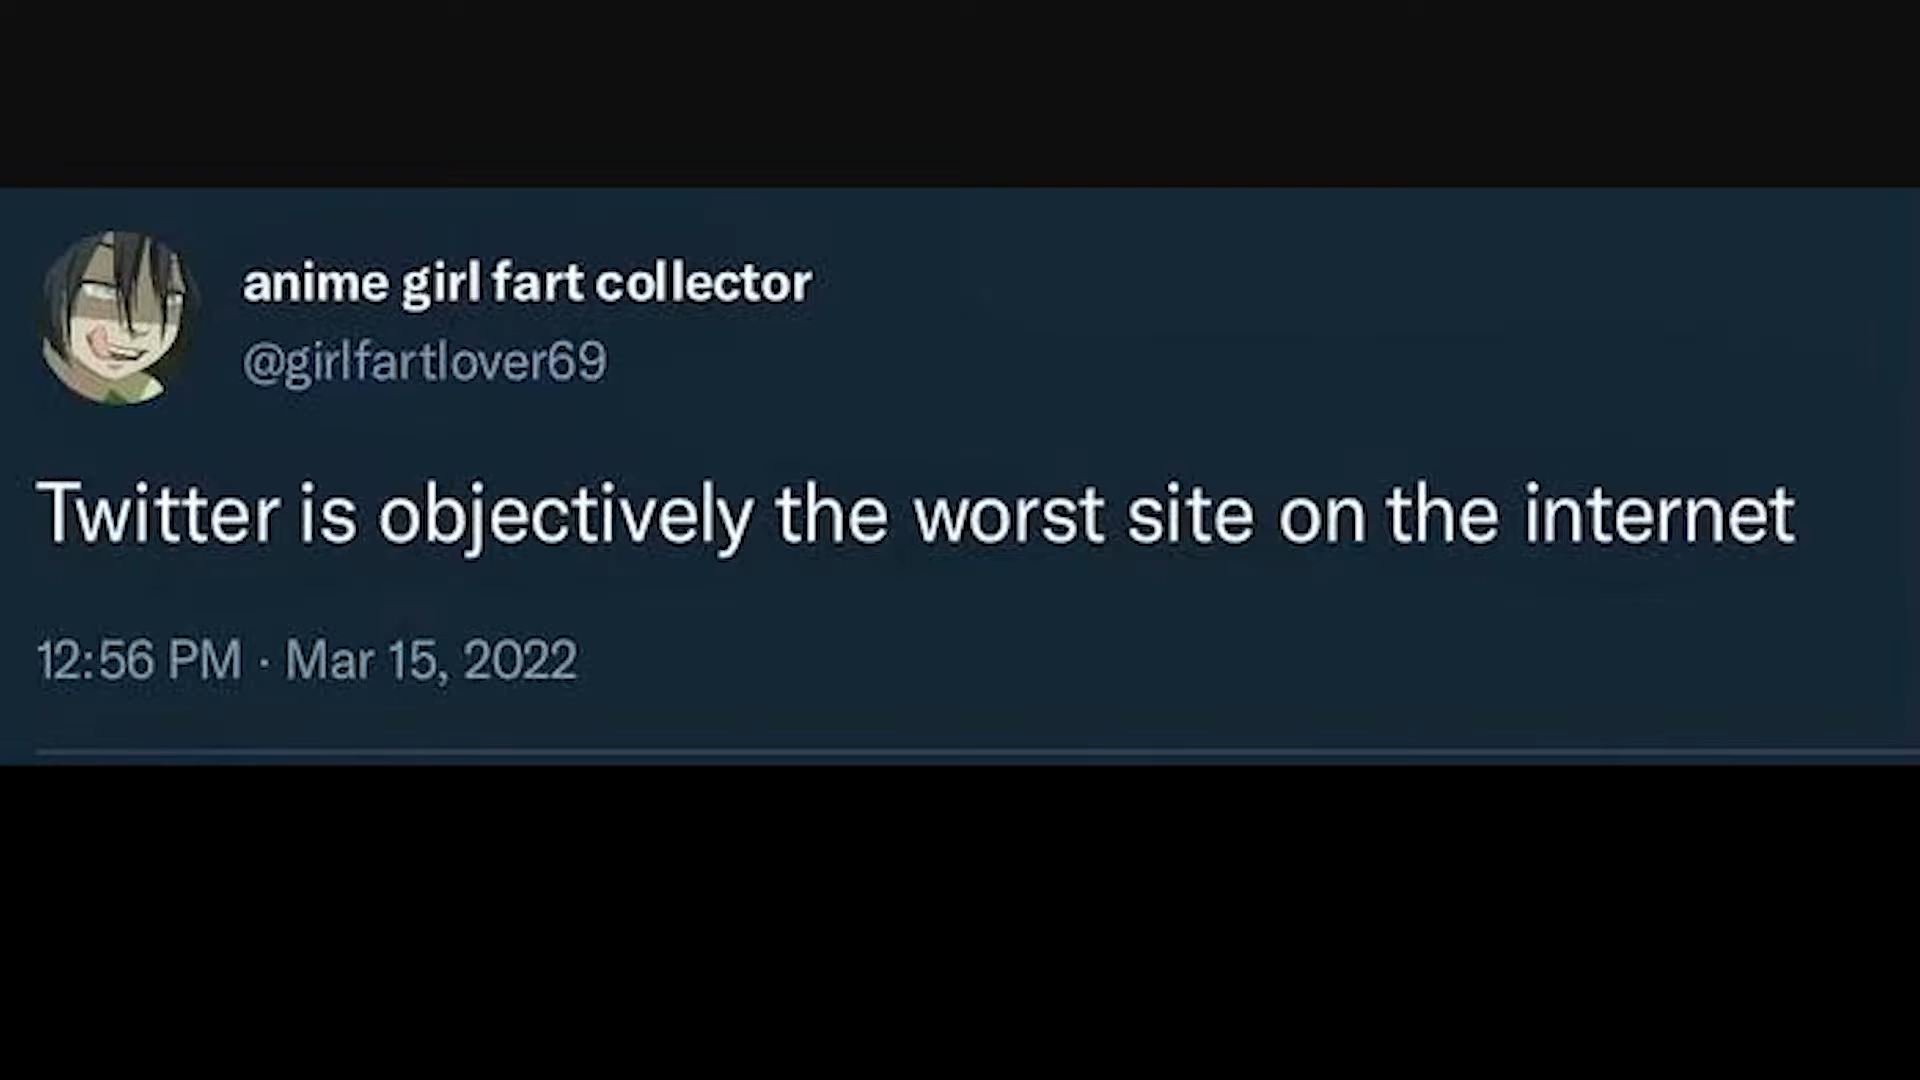 anime girl fart collector
@girlfartlover69
Twitter is objectively the worst site on the internet
12:56 PM · Mar 15, 2022